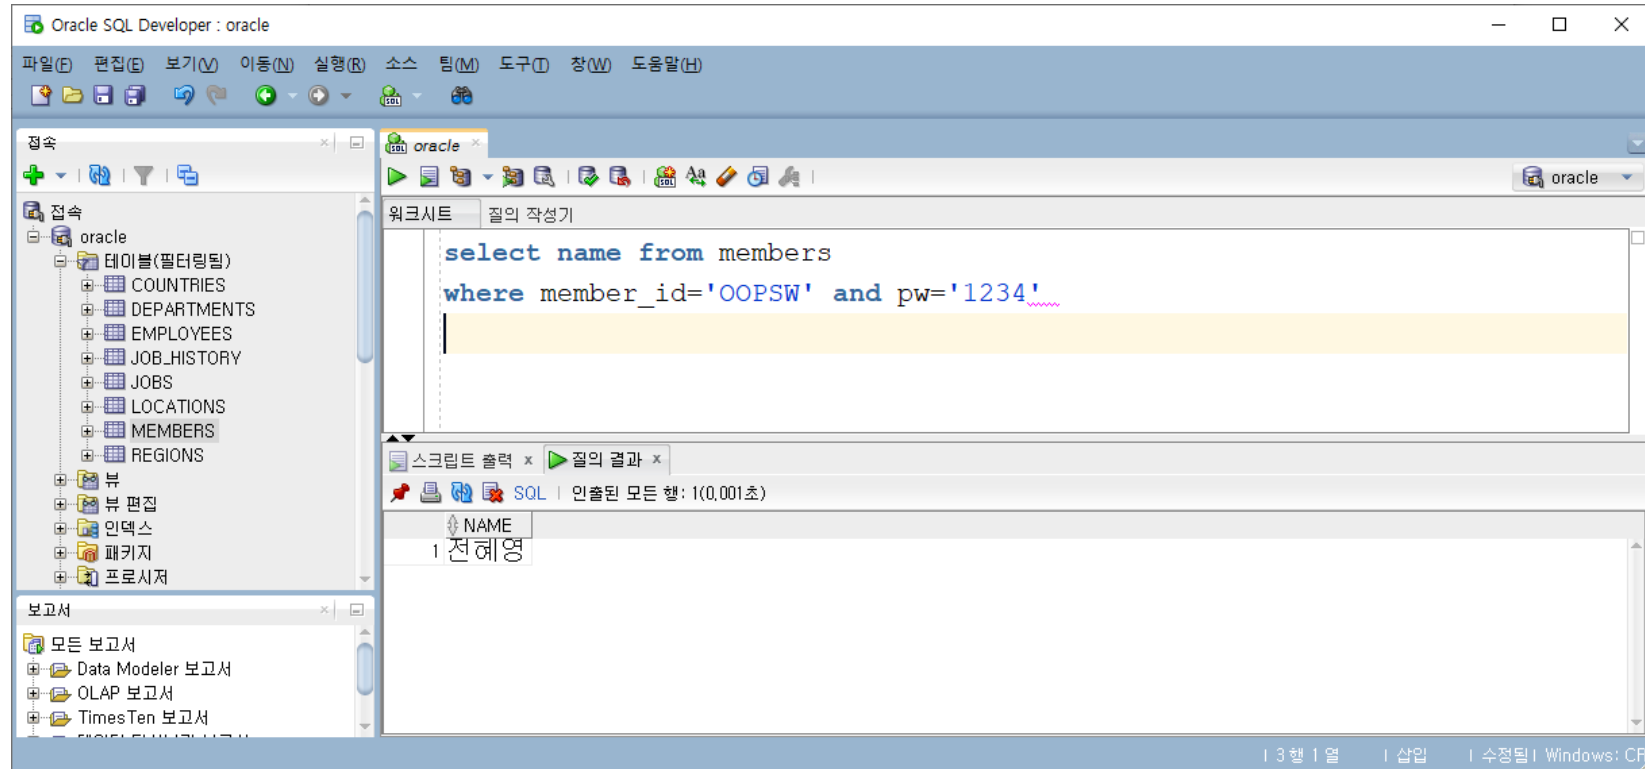 Oracle SQL Developer : oracle
파일(F) 편집(E) 보기(V) 이동(N) 실행(R) 소스 팀(M) 도구(T) 창(W) 도움말(H)
접속
접속
oracle
테이블(필터링됨)
COUNTRIES
DEPARTMENTS
EMPLOYEES
JOB_HISTORY
JOBS
LOCATIONS
MEMBERS
REGIONS
뷰
뷰 편집
인덱스
패키지
프로시저
보고서
모든 보고서
Data Modeler 보고서
OLAP 보고서
TimesTen 보고서
oracle
oracle
워크시트 질의 작성기
select name from members
where member_id='OOPSW' and pw='1234'
스크립트 출력 x 질의 결과 x
SQL | 인출된 모든 행: 1(0,001초)
NAME
1 전혜영
3 행 1 열 | 삽입 | 수정됨 | Windows: CF